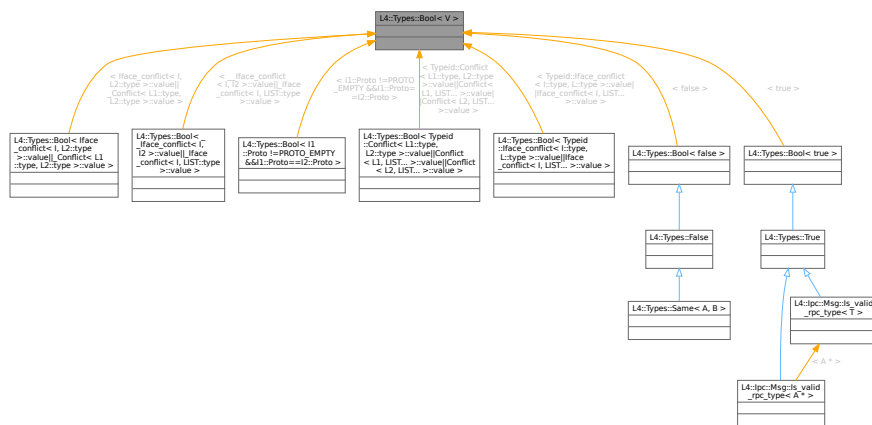 L4::Types::Bool< V >
< Iface_conflict< I,
L2::type >::value||
_Conflict< L1::type,
L2::type >::value >
< __Iface_conflict
< I, I2 >::value||_Iface
_conflict< I, LIST::type
>::value >
< I1::Proto !=PROTO
_EMPTY &&I1::Proto=
=I2::Proto >
< Typeid::Conflict
< L1::type, L2::type
>::value||Conflict<
L1, LIST... >::value|
|Conflict< L2, LIST...
>::value >
< Typeid::Iface_conflict
< I::type, L::type >::value|
|Iface_conflict< I, LIST...
>::value >
< false >
< true >
L4::Types::Bool< Iface
_conflict< I, L2::type
>::value||_Conflict< L1
::type, L2::type >::value >
L4::Types::Bool< _
_Iface_conflict< I,
I2 >::value||_Iface
_conflict< I, LIST::type
>::value >
L4::Types::Bool< I1
::Proto !=PROTO_EMPTY
&&I1::Proto==I2::Proto >
L4::Types::Bool< Typeid
::Conflict< L1::type,
L2::type >::value||Conflict
< L1, LIST... >::value||Conflict
< L2, LIST... >::value >
L4::Types::Bool< Typeid
::Iface_conflict< I::type,
L::type >::value||Iface
_conflict< I, LIST... >::value >
L4::Types::Bool< false >
L4::Types::Bool< true >
L4::Types::False
L4::Types::True
L4::Types::Same< A, B >
L4::Ipc::Msg::Is_valid
_rpc_type< T >
< A * >
L4::Ipc::Msg::Is_valid
_rpc_type< A * >